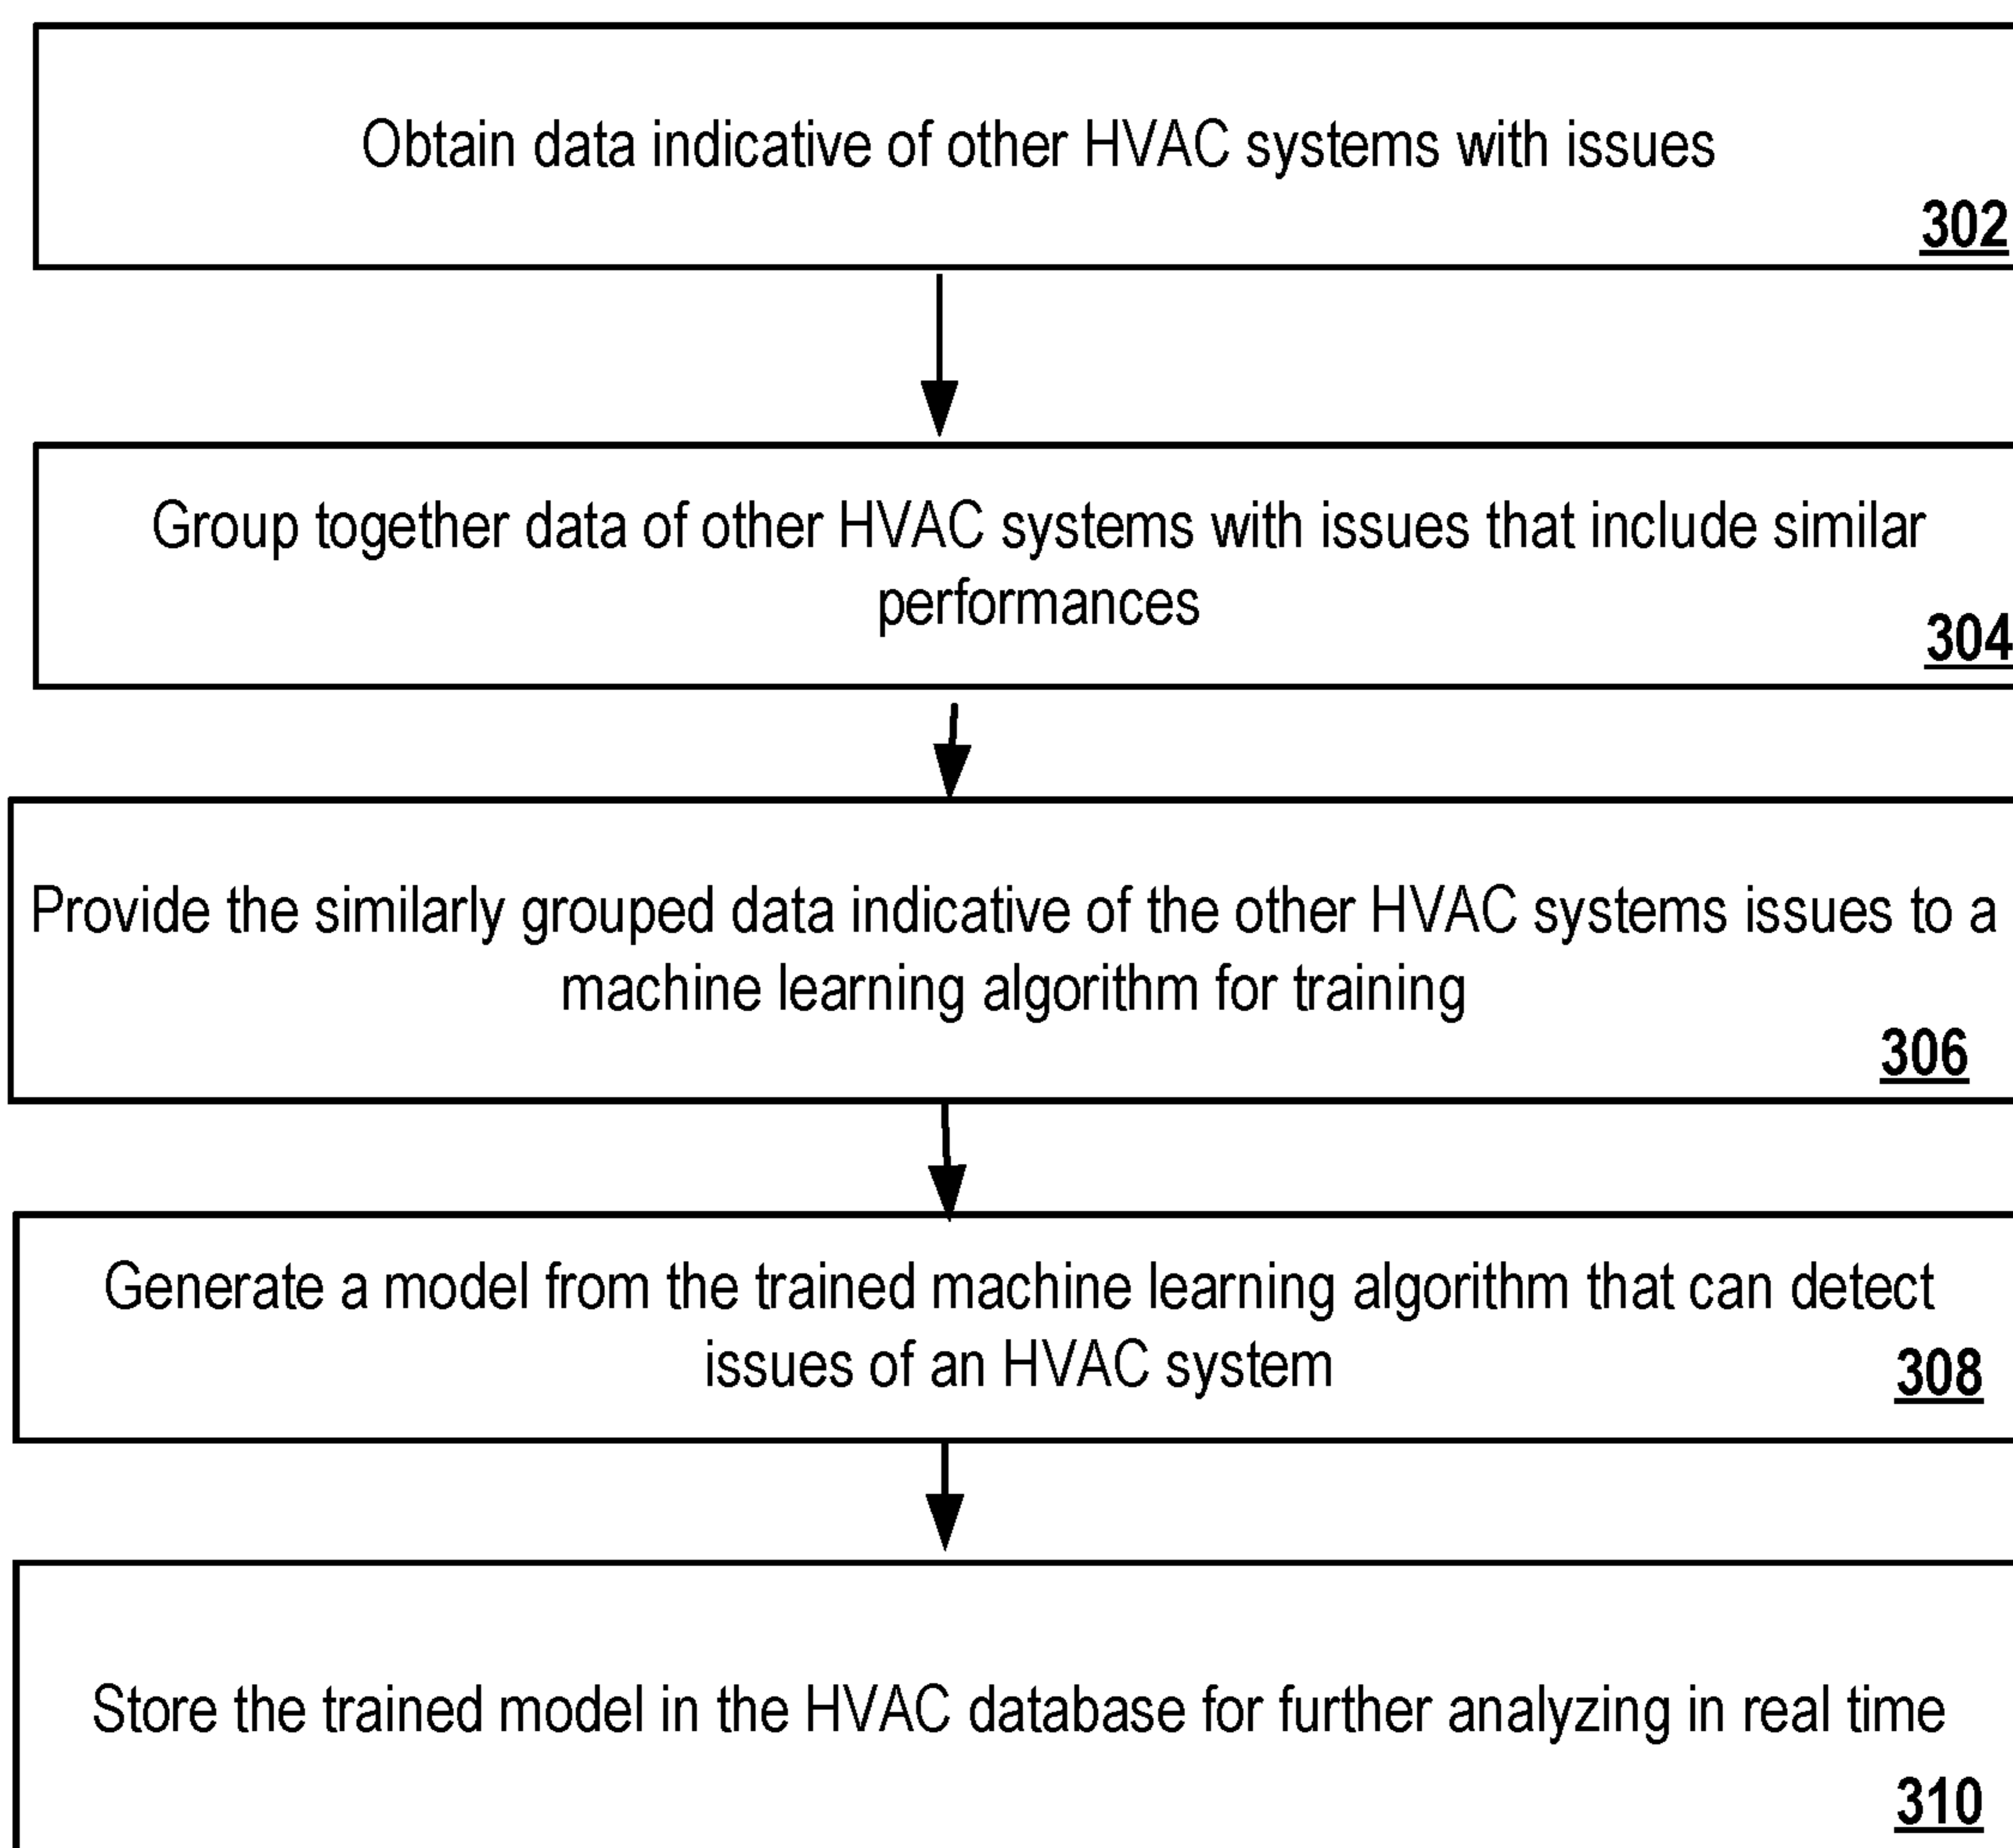 Obtain data indicative of other HVAC systems with issues
302
Group together data of other HVAC systems with issues that include similar
performances
304
Provide the similarly grouped data indicative of the other HVAC systems issues to a
machine learning algorithm for training
306
Generate a model from the trained machine learning algorithm that can detect
issues of an HVAC system
308
Store the trained model in the HVAC database for further analyzing in real time
310